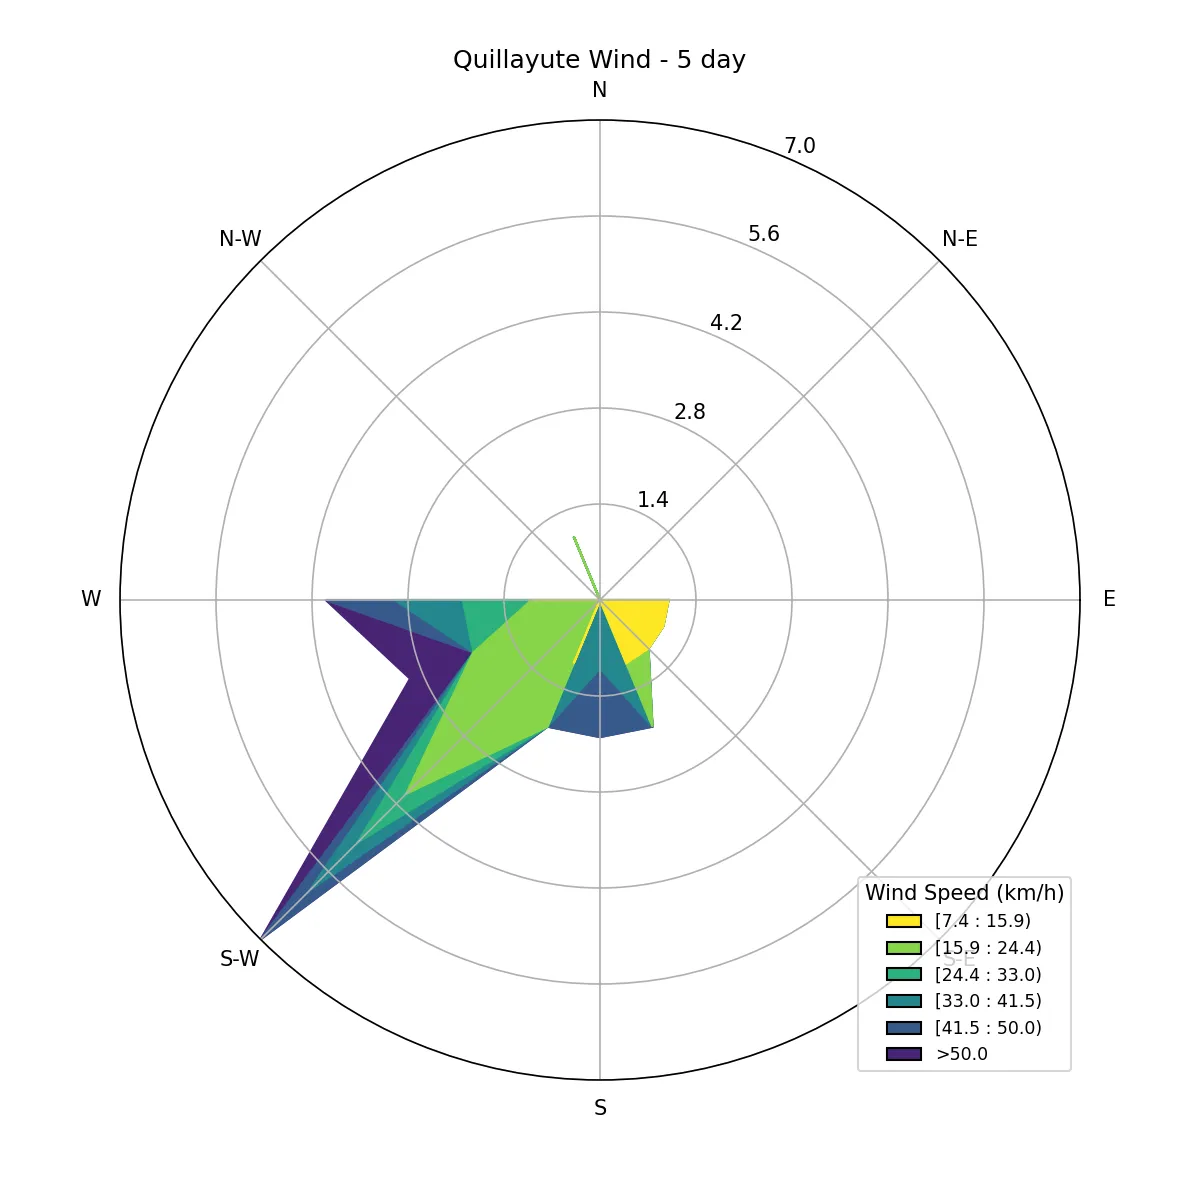 Quillayute Wind - 5 day
N
7.0
N-W
5.6
N-E
4.2
2.8
1.4
W
E
S-W
S-E
S
Wind Speed (km/h)
[7.4 : 15.9)
[15.9 : 24.4)
[24.4 : 33.0)
[33.0 : 41.5)
[41.5 : 50.0)
>50.0